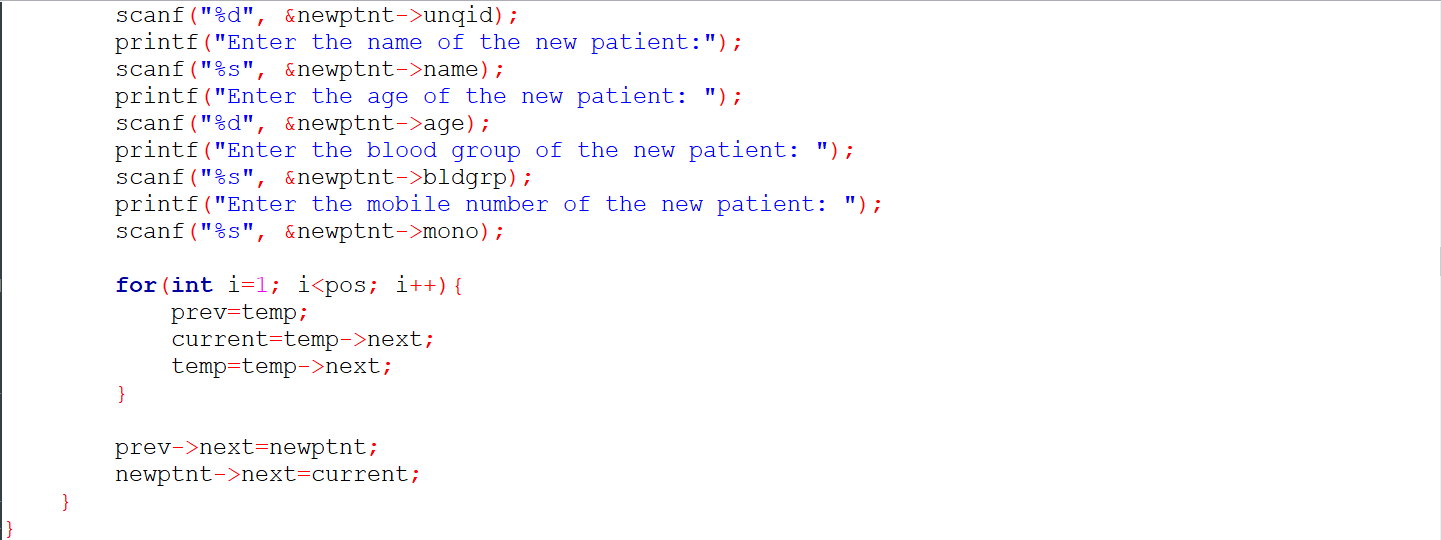 scanf("%d", &newptnt->unqid);
printf("Enter the name of the new patient:");
scanf("%s", &newptnt->name);
printf("Enter the age of the new patient: ");
scanf("%d", &newptnt->age);
printf("Enter the blood group of the new patient: ");
scanf("%s", &newptnt->bldgrp);
printf("Enter the mobile number of the new patient: ");
scanf("%s", &newptnt->mono);
for(int i=1; i<pos; i++){
prev=temp;
current=temp->next;
temp=temp->next;
}
prev->next=newptnt;
newptnt->next=current;
}
}